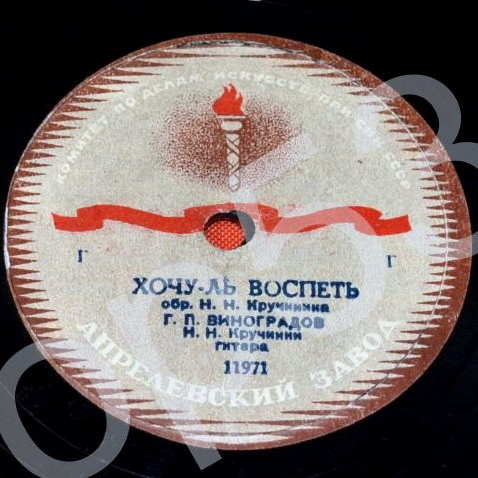 КОМИТЕТ ПО ДЕЛАМ ИСКУССТВ ПРИ СНК СССР
Г Г
ХОЧУ-ЛЬ ВОСПЕТЬ
обр. Н. Н. Кручинина
Г. П. ВИНОГРАДОВ
Н. Н. Кручинин
гитара
11971
АПРЕЛЕВСКИЙ ЗАВОД